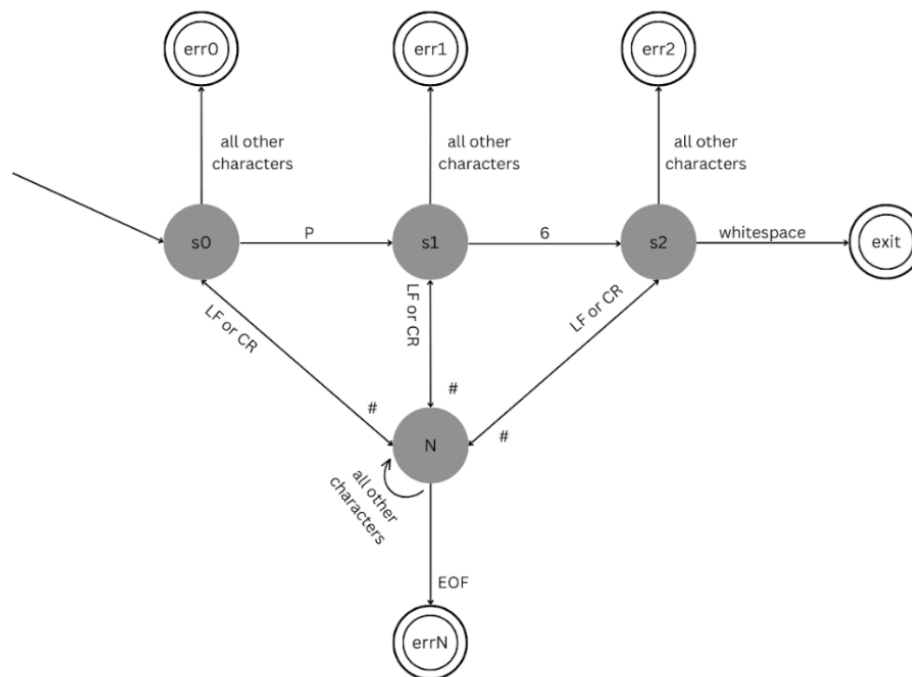 err0
err1
err2
all other
characters
all other
characters
all other
characters
s0
P
s1
6
s2
whitespace
exit
LF or CR
LF or CR
LF or CR
#
#
#
N
all other
characters
EOF
errN